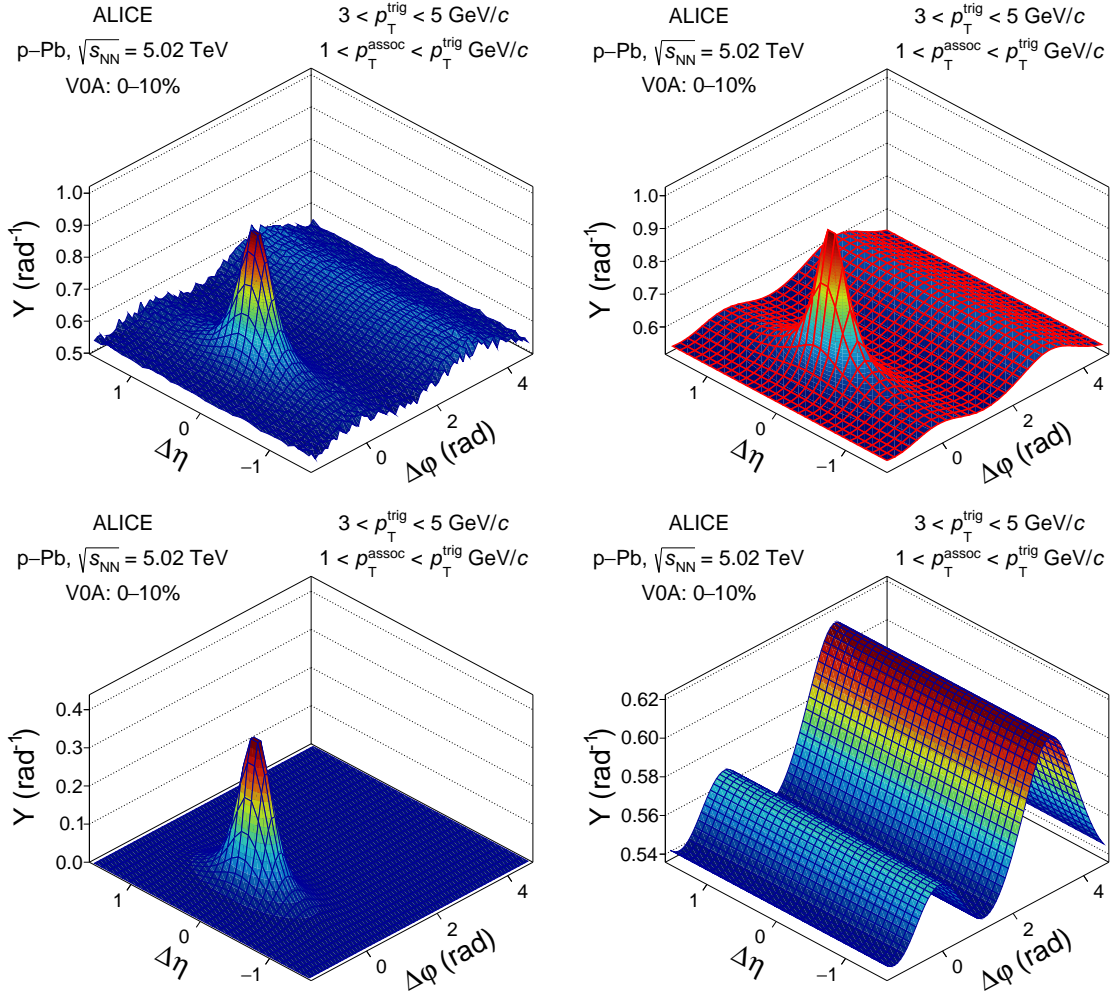 ALICE
3 < p_T^trig < 5 GeV/c
p–Pb, √s_NN = 5.02 TeV
1 < p_T^assoc < p_T^trig GeV/c
V0A: 0–10%
Y (rad⁻¹)
1.0
0.9
0.8
0.7
0.6
0.5
1
0
−1
Δη
0
2
4
Δφ (rad)
ALICE
3 < p_T^trig < 5 GeV/c
p–Pb, √s_NN = 5.02 TeV
1 < p_T^assoc < p_T^trig GeV/c
V0A: 0–10%
Y (rad⁻¹)
1.0
0.9
0.8
0.7
0.6
1
0
−1
Δη
0
2
4
Δφ (rad)
ALICE
3 < p_T^trig < 5 GeV/c
p–Pb, √s_NN = 5.02 TeV
1 < p_T^assoc < p_T^trig GeV/c
V0A: 0–10%
Y (rad⁻¹)
0.4
0.3
0.2
0.1
0.0
1
0
−1
Δη
0
2
4
Δφ (rad)
ALICE
3 < p_T^trig < 5 GeV/c
p–Pb, √s_NN = 5.02 TeV
1 < p_T^assoc < p_T^trig GeV/c
V0A: 0–10%
Y (rad⁻¹)
0.62
0.60
0.58
0.56
0.54
1
0
−1
Δη
0
2
4
Δφ (rad)